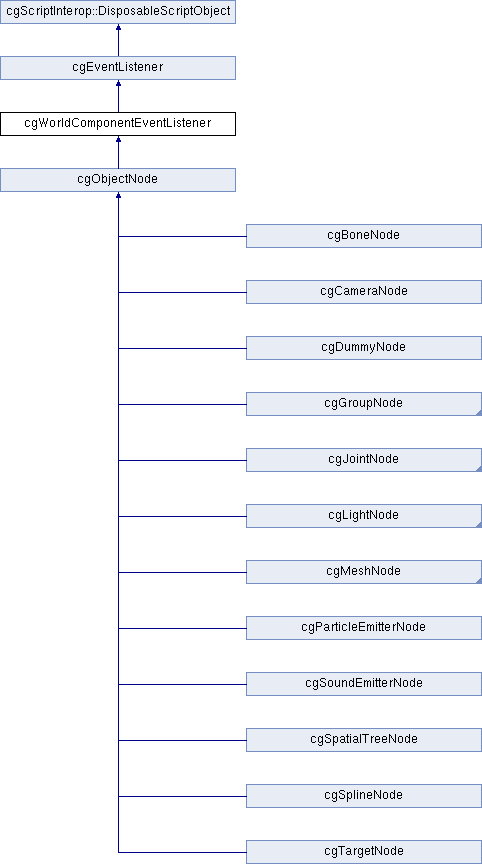 cgScriptInterop::DisposableScriptObject
cgEventListener
cgWorldComponentEventListener
cgObjectNode
cgBoneNode
cgCameraNode
cgDummyNode
cgGroupNode
cgJointNode
cgLightNode
cgMeshNode
cgParticleEmitterNode
cgSoundEmitterNode
cgSpatialTreeNode
cgSplineNode
cgTargetNode